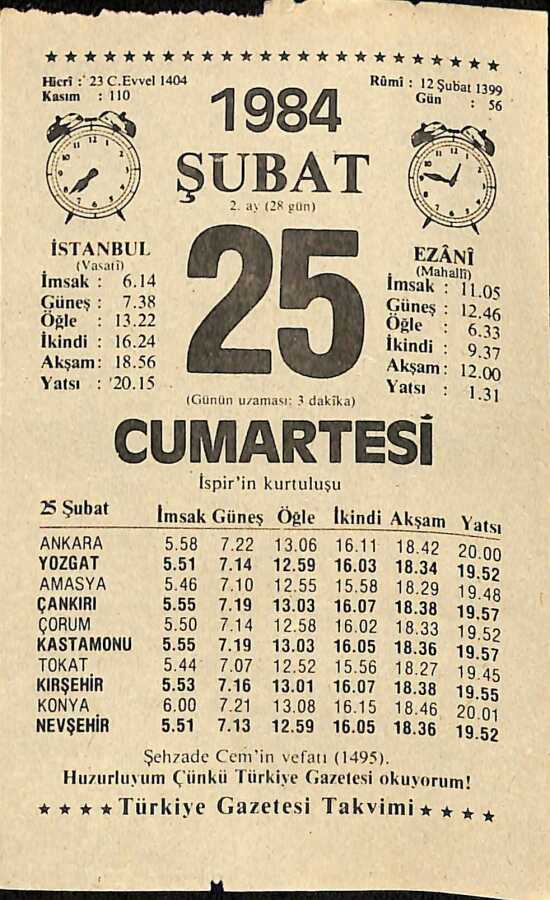 ★★★★★★★★★★★★★★★★★★★★★★★
Hicrî : 23 C.Evvel 1404
Kasım : 110
Rûmî : 12 Şubat 1399
Gün : 56
1984
ŞUBAT
2. ay (28 gün)
25
(Günün uzaması: 3 dakîka)
İSTANBUL
(Vasatî)
İmsak : 6.14
Güneş : 7.38
Öğle : 13.22
İkindi : 16.24
Akşam: 18.56
Yatsı : 20.15
EZÂNÎ
(Mahallî)
İmsak : 11.05
Güneş : 12.46
Öğle : 6.33
İkindi : 9.37
Akşam: 12.00
Yatsı : 1.31
CUMARTESİ
İspir'in kurtuluşu
25 Şubat İmsak Güneş Öğle İkindi Akşam Yatsı
ANKARA 5.58 7.22 13.06 16.11 18.42 20.00
YOZGAT 5.51 7.14 12.59 16.03 18.34 19.52
AMASYA 5.46 7.10 12.55 15.58 18.29 19.48
ÇANKIRI 5.55 7.19 13.03 16.07 18.38 19.57
ÇORUM 5.50 7.14 12.58 16.02 18.33 19.52
KASTAMONU 5.55 7.19 13.03 16.05 18.36 19.57
TOKAT 5.44 7.07 12.52 15.56 18.27 19.45
KIRŞEHİR 5.53 7.16 13.01 16.07 18.38 19.55
KONYA 6.00 7.21 13.08 16.15 18.46 20.01
NEVŞEHİR 5.51 7.13 12.59 16.05 18.36 19.52
Şehzade Cem'in vefatı (1495).
Huzurluyum Çünkü Türkiye Gazetesi okuyorum!
★★★★Türkiye Gazetesi Takvimi★★★★